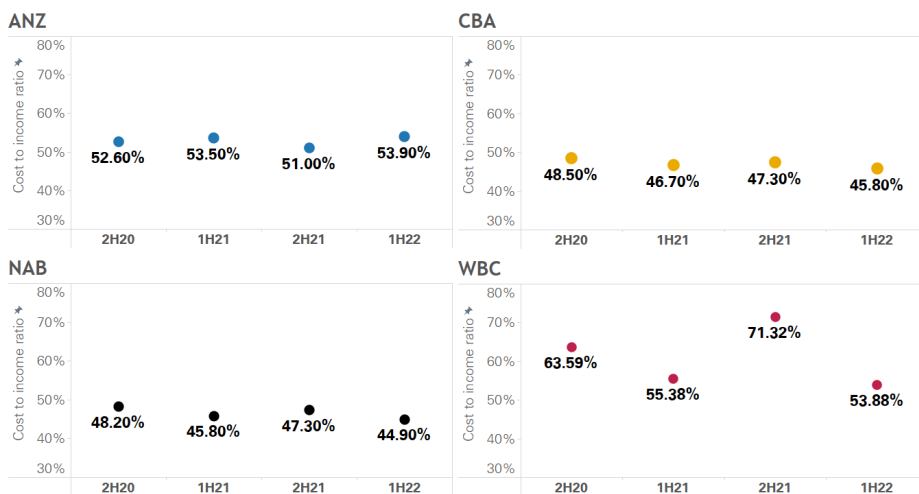 ANZ
80%
70%
60%
50%
40%
30%
Cost to income ratio
52.60%
53.50%
51.00%
53.90%
2H20
1H21
2H21
1H22
CBA
80%
70%
60%
50%
40%
30%
Cost to income ratio
48.50%
46.70%
47.30%
45.80%
2H20
1H21
2H21
1H22
NAB
80%
70%
60%
50%
40%
30%
Cost to income ratio
48.20%
45.80%
47.30%
44.90%
2H20
1H21
2H21
1H22
WBC
80%
70%
60%
50%
40%
30%
Cost to income ratio
63.59%
55.38%
71.32%
53.88%
2H20
1H21
2H21
1H22